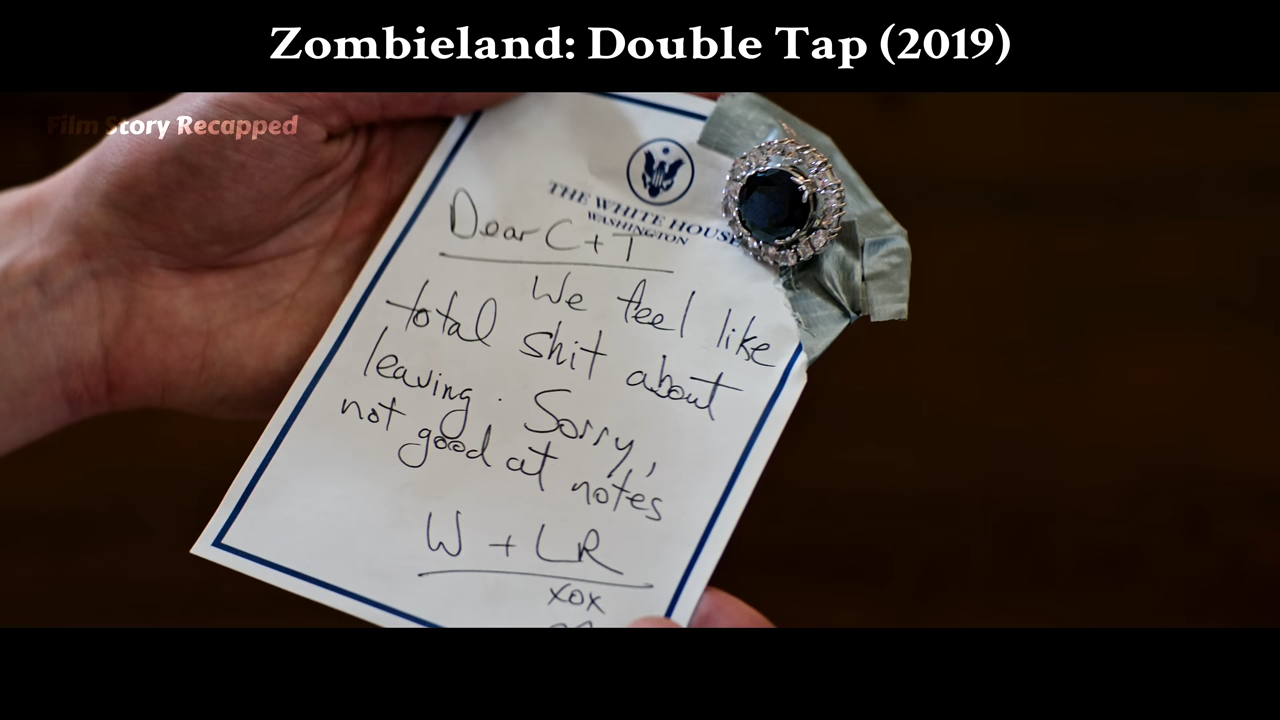 Zombieland: Double Tap (2019)
Film Story Recapped
THE WHITE HOUSE
WASHINGTON
Dear C + T
We feel like
total shit about
leaving. Sorry,
not good at notes
W + LR
xox